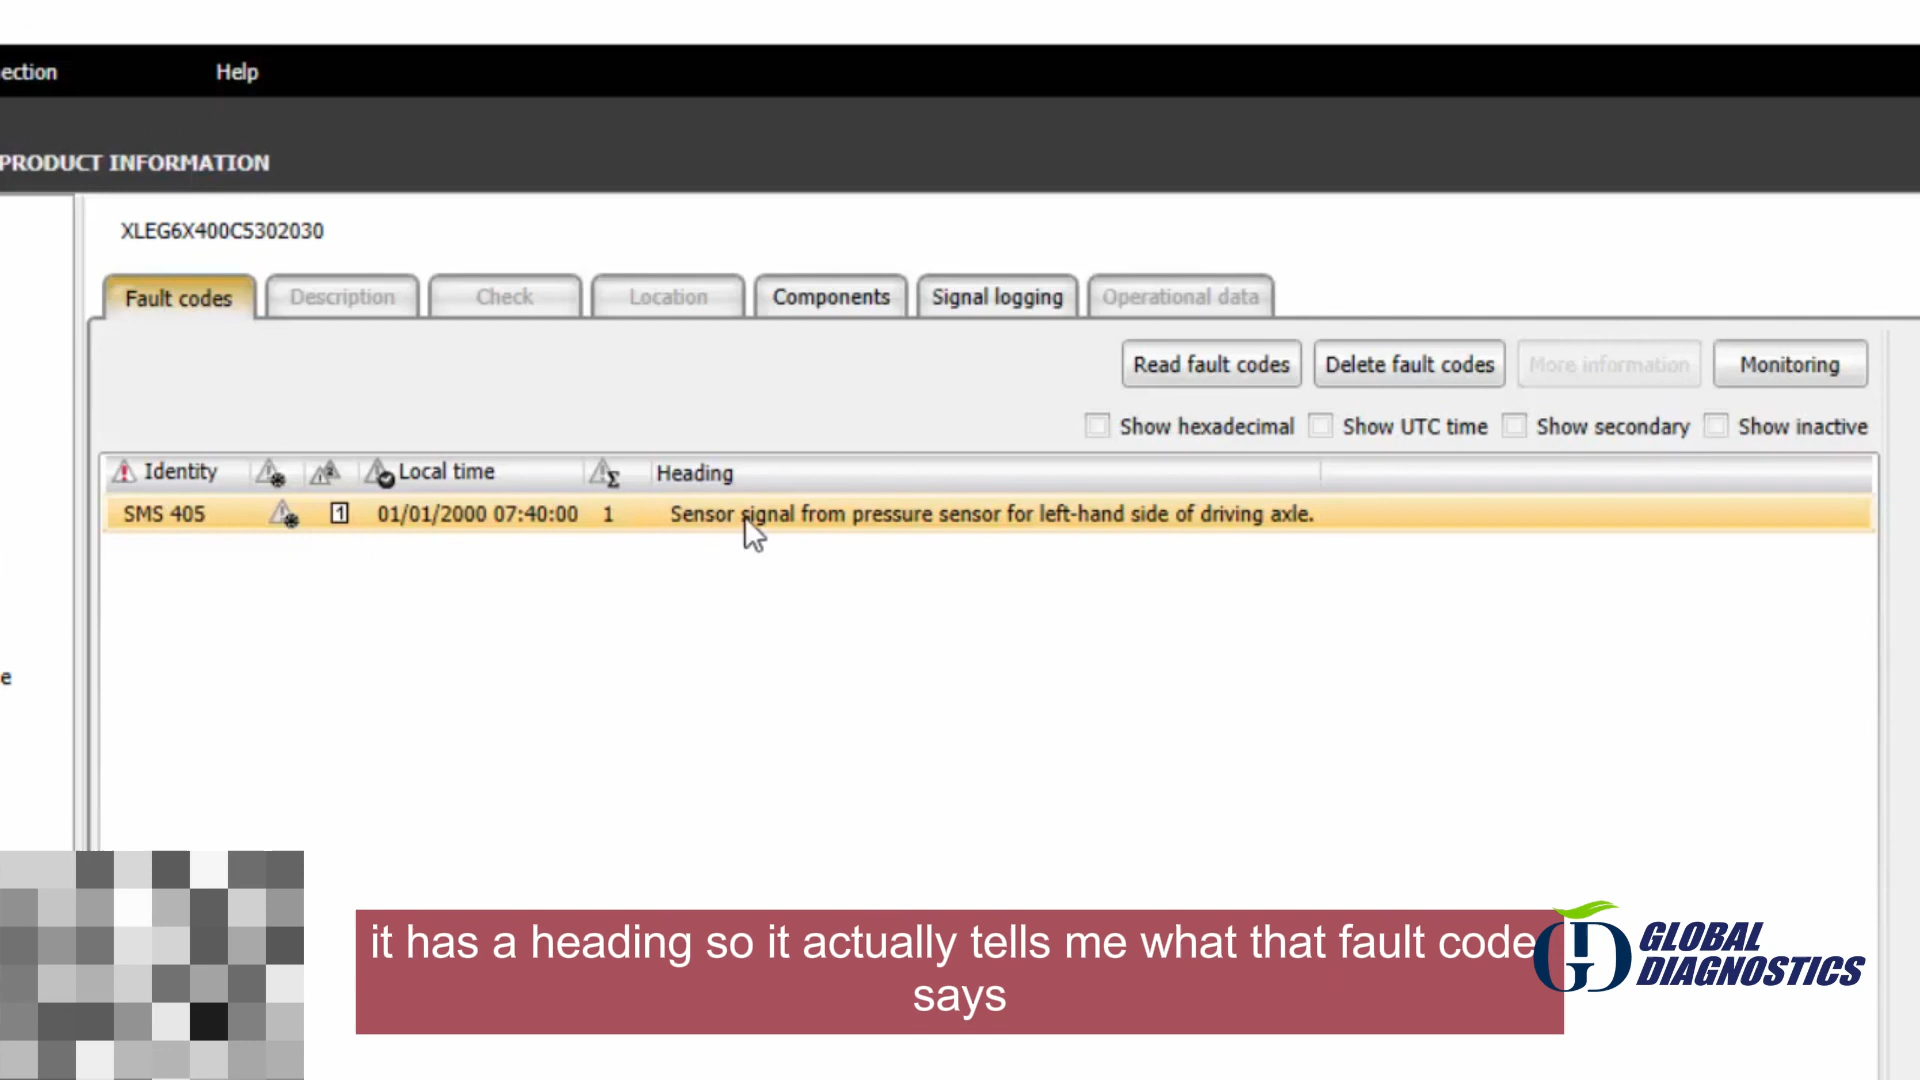 ection Help
PRODUCT INFORMATION
XLEG6X400C5302030
Fault codes Description Check Location Components Signal logging Operational data
Read fault codes Delete fault codes More information Monitoring
Show hexadecimal Show UTC time Show secondary Show inactive
Identity Local time Heading
SMS 405 1 01/01/2000 07:40:00 1 Sensor signal from pressure sensor for left-hand side of driving axle.
e
it has a heading so it actually tells me what that fault code
says
GLOBAL
DIAGNOSTICS